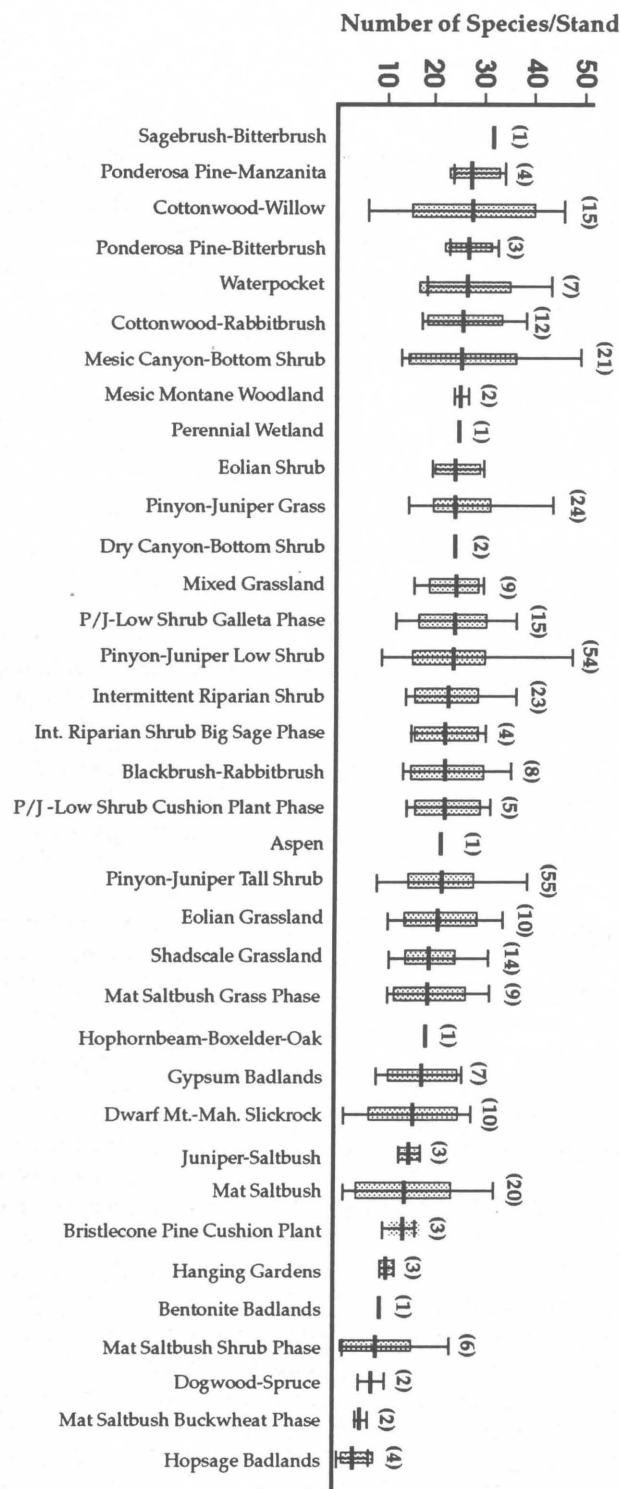 Number of Species/Stand
10 20 30 40 50
Sagebrush-Bitterbrush (1)
Ponderosa Pine-Manzanita (4)
Cottonwood-Willow (15)
Ponderosa Pine-Bitterbrush (3)
Waterpocket (7)
Cottonwood-Rabbitbrush (12)
Mesic Canyon-Bottom Shrub (21)
Mesic Montane Woodland (2)
Perennial Wetland (1)
Eolian Shrub
Pinyon-Juniper Grass (24)
Dry Canyon-Bottom Shrub (2)
Mixed Grassland (9)
P/J-Low Shrub Galleta Phase (15)
Pinyon-Juniper Low Shrub (54)
Intermittent Riparian Shrub (23)
Int. Riparian Shrub Big Sage Phase (4)
Blackbrush-Rabbitbrush (8)
P/J -Low Shrub Cushion Plant Phase (5)
Aspen (1)
Pinyon-Juniper Tall Shrub (55)
Eolian Grassland (10)
Shadscale Grassland (14)
Mat Saltbush Grass Phase (9)
Hophornbeam-Boxelder-Oak (1)
Gypsum Badlands (7)
Dwarf Mt.-Mah. Slickrock (10)
Juniper-Saltbush (3)
Mat Saltbush (20)
Bristlecone Pine Cushion Plant (3)
Hanging Gardens (3)
Bentonite Badlands (1)
Mat Saltbush Shrub Phase (6)
Dogwood-Spruce (2)
Mat Saltbush Buckwheat Phase (2)
Hopsage Badlands (4)